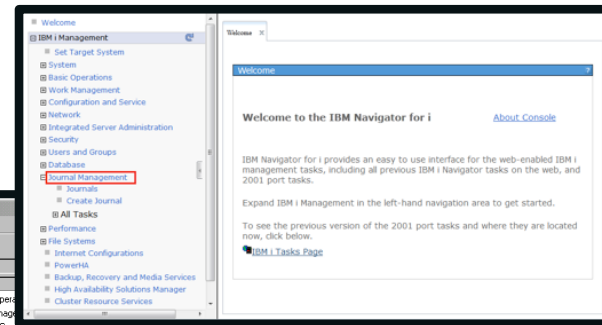 Welcome
IBM i Management
Set Target System
System
Basic Operations
Work Management
Configuration and Service
Network
Integrated Server Administration
Security
Users and Groups
Database
Journal Management
Journals
Create Journal
All Tasks
Performance
File Systems
Internet Configurations
PowerHA
Backup, Recovery and Media Services
High Availability Solutions Manager
Cluster Resource Services
Welcome
Welcome
?
Welcome to the IBM Navigator for i
About Console
IBM Navigator for i provides an easy to use interface for the web-enabled IBM i
management tasks, including all previous IBM i Navigator tasks on the web, and
2001 port tasks.
Expand IBM i Management in the left-hand navigation area to get started.
To see the previous version of the 2001 port tasks and where they are located
now, click below.
IBM i Tasks Page